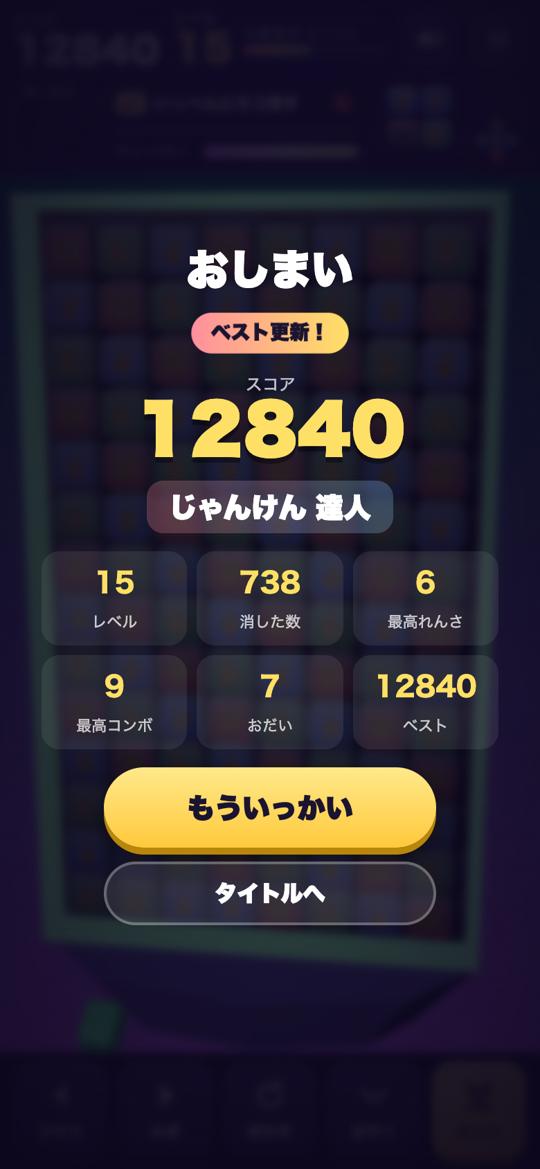 12840 15
おしまい
ベスト更新！
スコア
12840
じゃんけん 達人
15
レベル
738
消した数
6
最高れんさ
9
最高コンボ
7
おだい
12840
ベスト
もういっかい
タイトルへ